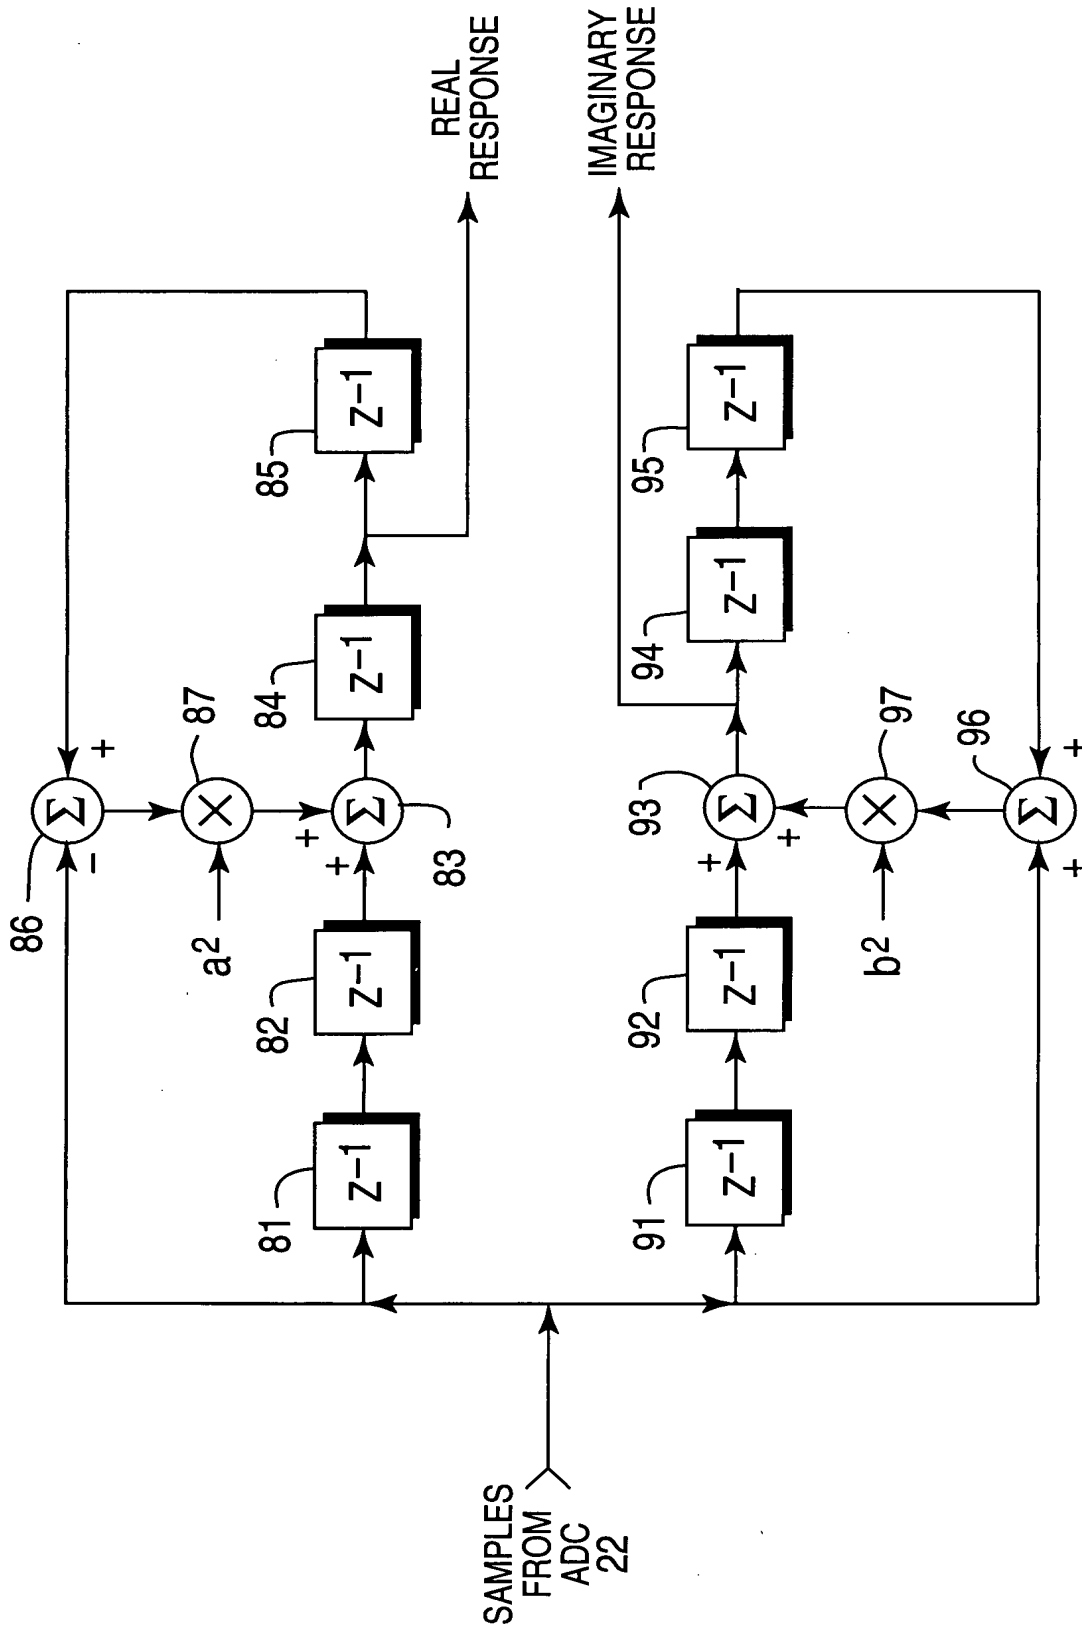 86
-
+
a²
87
+
+
83
81
Z⁻¹
82
Z⁻¹
Σ
Σ
84
Z⁻¹
85
Z⁻¹
REAL
RESPONSE
SAMPLES
FROM
ADC
22
IMAGINARY
RESPONSE
91
Z⁻¹
92
Z⁻¹
93
Σ
+
+
94
Z⁻¹
95
Z⁻¹
b²
97
96
Σ
+
+